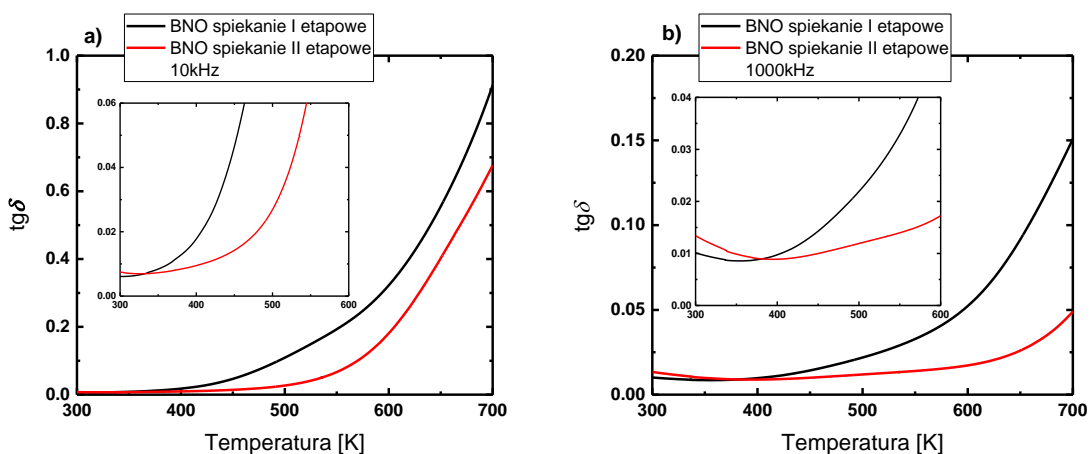 a)
BNO spiekanie I etapowe
BNO spiekanie II etapowe
10kHz
1.0
0.8
0.6
0.4
0.2
0.0
tgδ
300 400 500 600 700
Temperatura [K]
0.06
0.04
0.02
0.00
300 400 500 600
b)
BNO spiekanie I etapowe
BNO spiekanie II etapowe
1000kHz
0.20
0.15
0.10
0.05
0.00
tgδ
300 400 500 600 700
Temperatura [K]
0.04
0.03
0.02
0.01
0.00
300 400 500 600